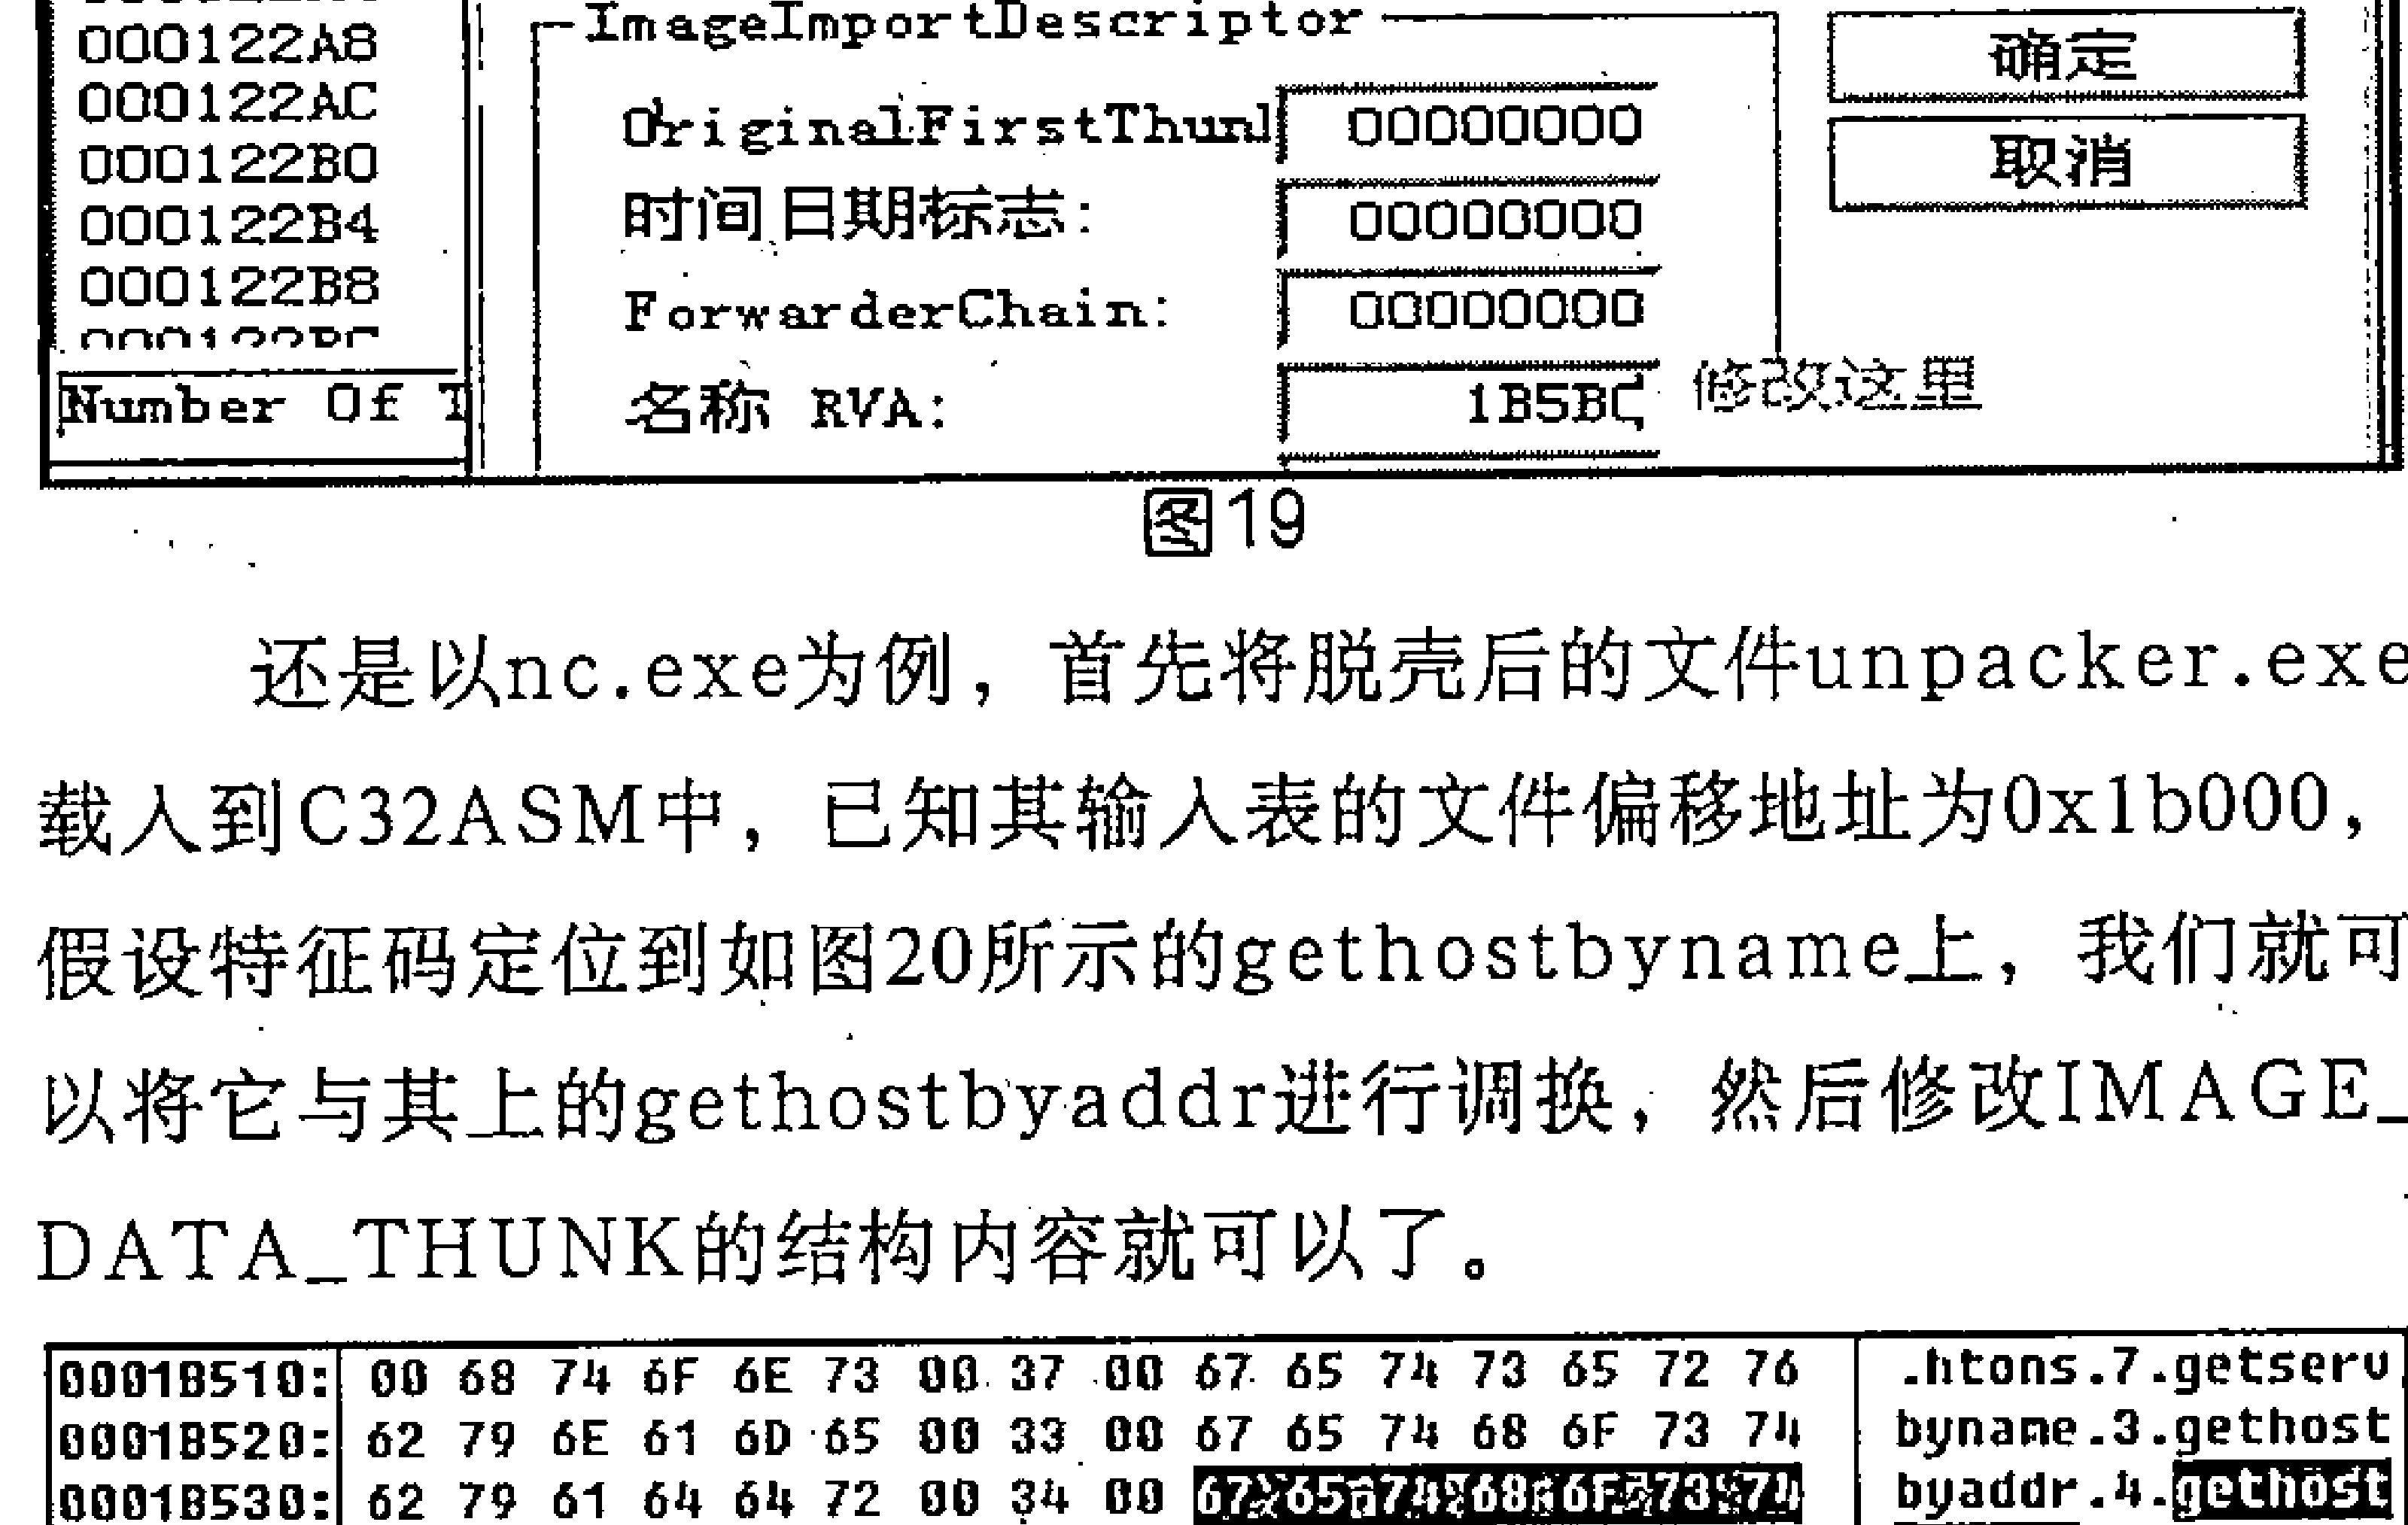 000122A8
000122AC
000122B0
000122B4
000122B8
Number Of T
ImageImportDescriptor
OriginalFirstThunl 00000000
时间日期标志: 00000000
ForwarderChain: 00000000
名称 RVA: 1B5BC
修改这里
确定
取消
图19
还是以nc.exe为例，首先将脱壳后的文件unpacker.exe
载入到C32ASM中，已知其输入表的文件偏移地址为0x1b000，
假设特征码定位到如图20所示的gethostbyname上，我们就可
以将它与其上的gethostbyaddr进行调换，然后修改IMAGE_
DATA_THUNK的结构内容就可以了。
0001B510: 00 68 74 6F 6E 73 00 37 00 67 65 74 73 65 72 76 .htons.7.getserv
0001B520: 62 79 6E 61 6D 65 00 33 00 67 65 74 68 6F 73 74 byname.3.gethost
0001B530: 62 79 61 64 64 72 00 34 00 67 65 74 68 6F 73 74 byaddr.4.gethost